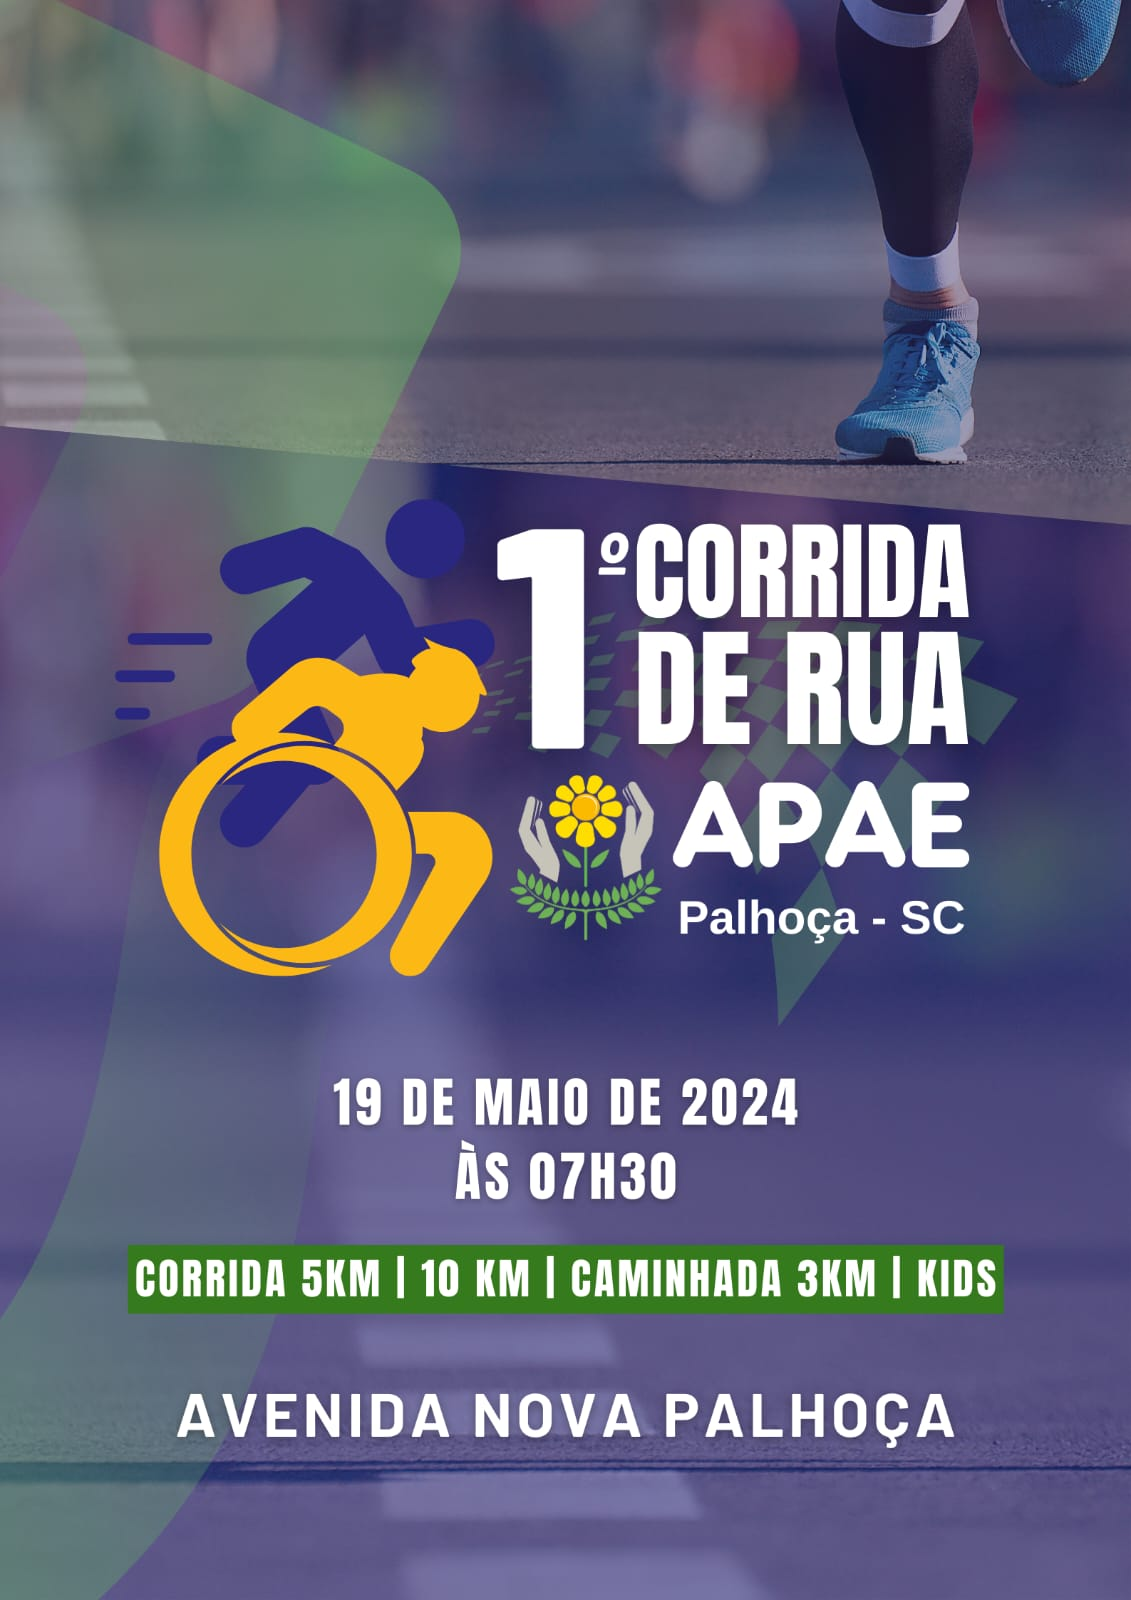 1º CORRIDA
DE RUA
APAE
Palhoça - SC
19 DE MAIO DE 2024
ÀS 07H30
CORRIDA 5KM | 10 KM | CAMINHADA 3KM | KIDS
AVENIDA NOVA PALHOÇA